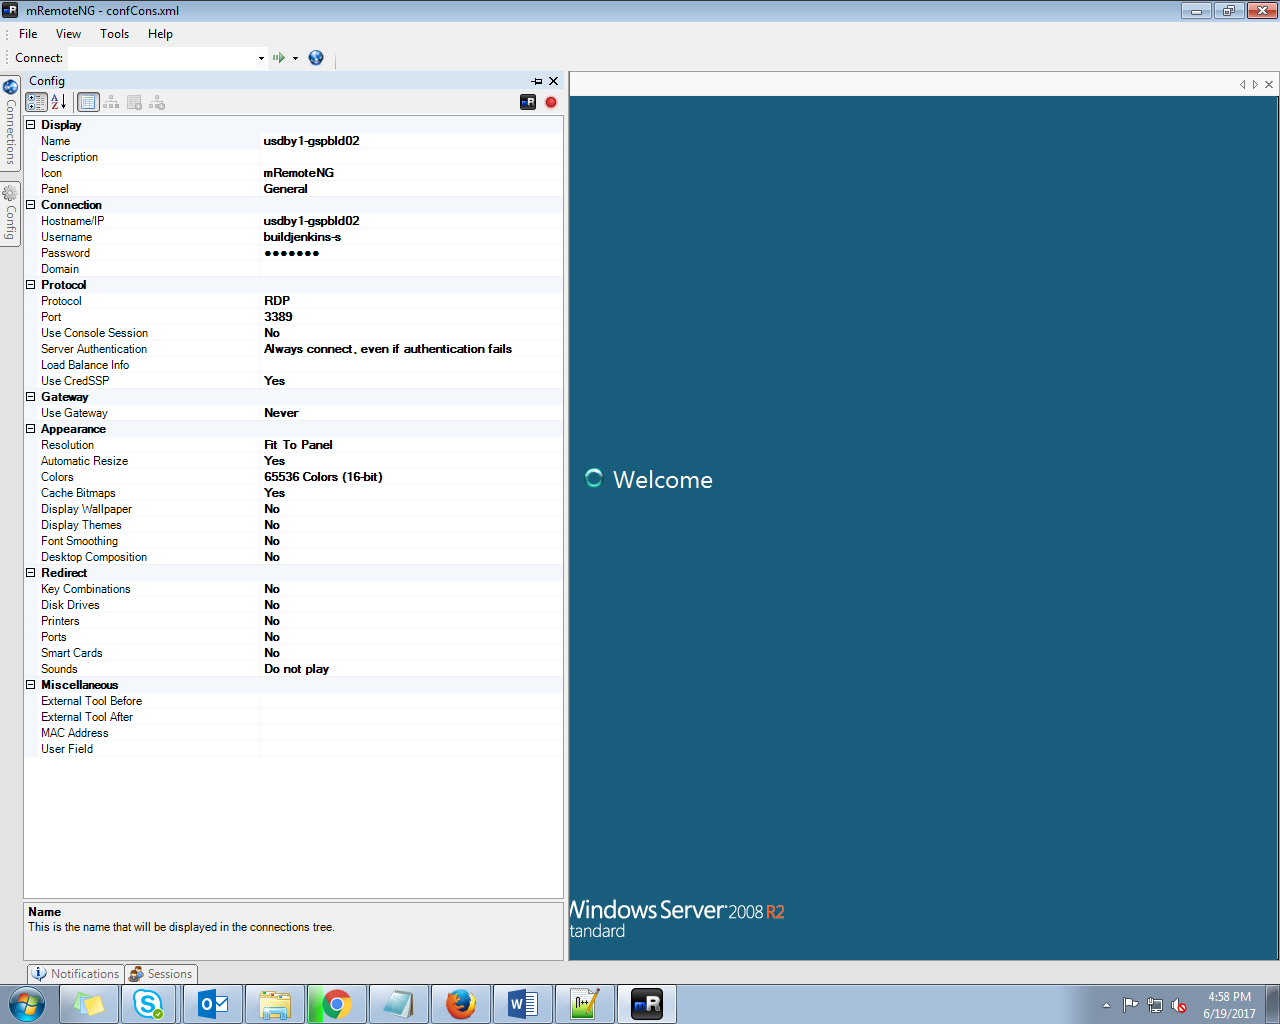 mRemoteNG - confCons.xml
File View Tools Help
Connect:
Connections
Config
Config
Display
Name usdby1-gspbld02
Description
Icon mRemoteNG
Panel General
Connection
Hostname/IP usdby1-gspbld02
Username buildjenkins-s
Password ●●●●●●●
Domain
Protocol
Protocol RDP
Port 3389
Use Console Session No
Server Authentication Always connect, even if authentication fails
Load Balance Info
Use CredSSP Yes
Gateway
Use Gateway Never
Appearance
Resolution Fit To Panel
Automatic Resize Yes
Colors 65536 Colors (16-bit)
Cache Bitmaps Yes
Display Wallpaper No
Display Themes No
Font Smoothing No
Desktop Composition No
Redirect
Key Combinations No
Disk Drives No
Printers No
Ports No
Smart Cards No
Sounds Do not play
Miscellaneous
External Tool Before
External Tool After
MAC Address
User Field
Name
This is the name that will be displayed in the connections tree.
Welcome
Windows Server 2008 R2
tandard
Notifications Sessions
4:58 PM
6/19/2017